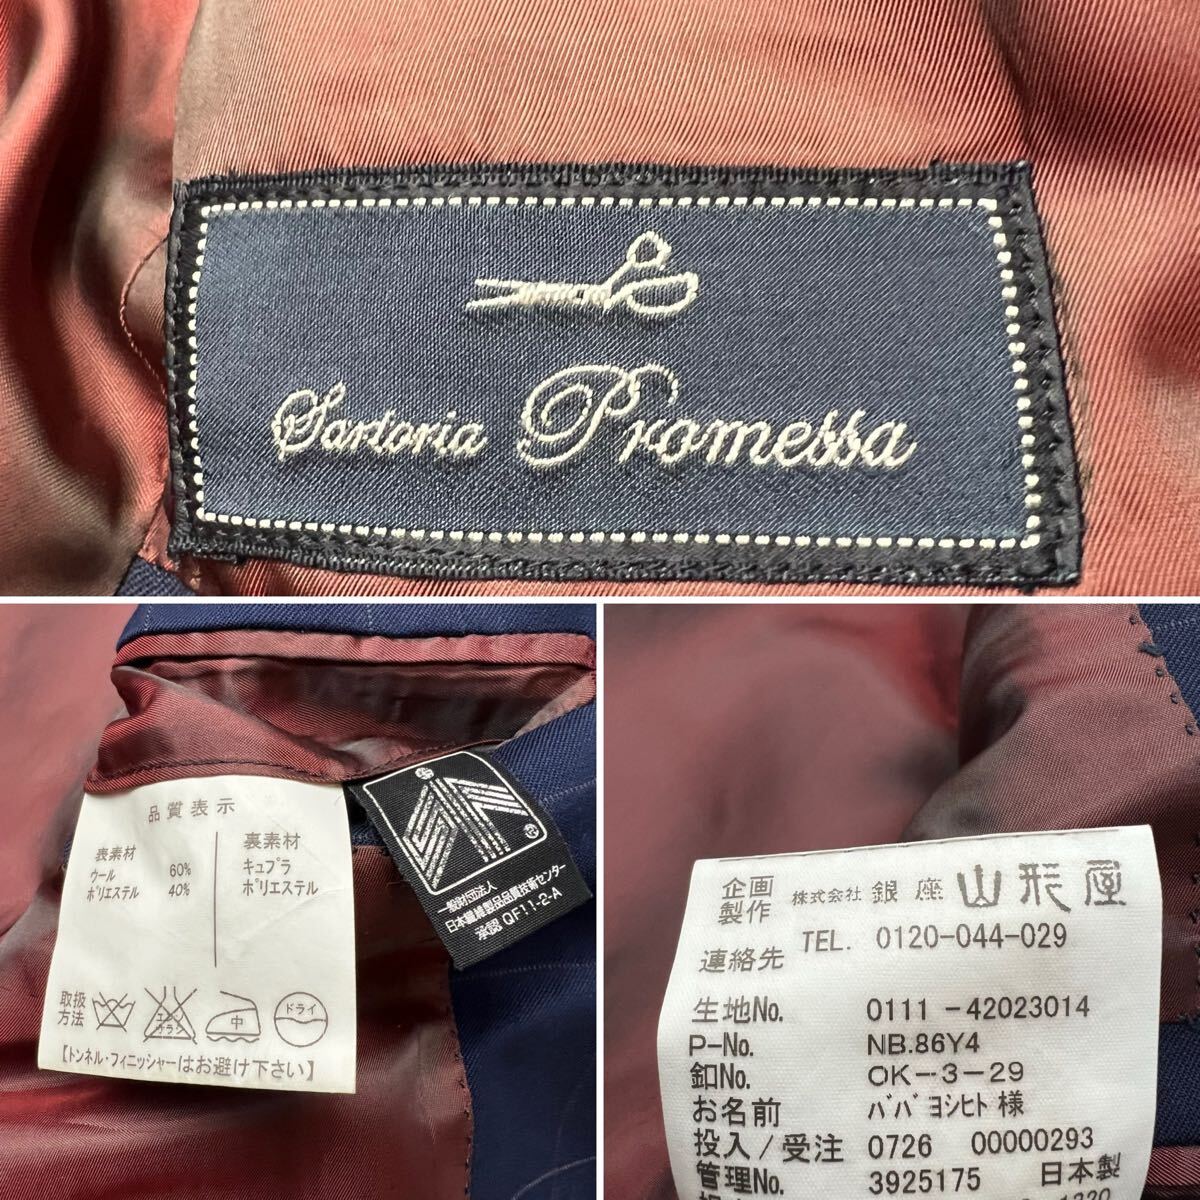 Sartoria Promessa
品質表示
表素材
ウール 60%
ポリエステル 40%
裏素材
キュプラ
ポリエステル
取扱方法
エンソ
サラシ
中
ドライ
【トンネル・フィニッシャーはお避け下さい】
SIF
®
一般財団法人
日本繊維製品品質技術センター
承認 QF11-2-A
企画製作 株式会社 銀座 山形屋
連絡先 TEL. 0120-044-029
生地No. 0111 -42023014
P-No. NB.86Y4
釦No. OK-3-29
お名前 ババ ヨシヒト 様
投入/受注 0726 00000293
管理No. 3925175 日本製